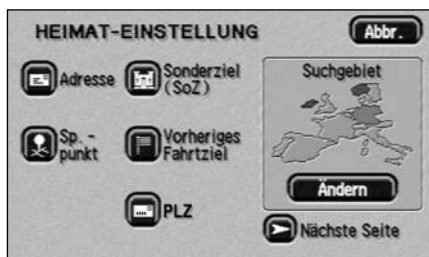 HEIMAT-EINSTELLUNG
Abbr.
Adresse
Sonderziel
(SoZ)
Suchgebiet
Sp.-
punkt
Vorheriges
Fahrtziel
Ändern
PLZ
Nächste Seite